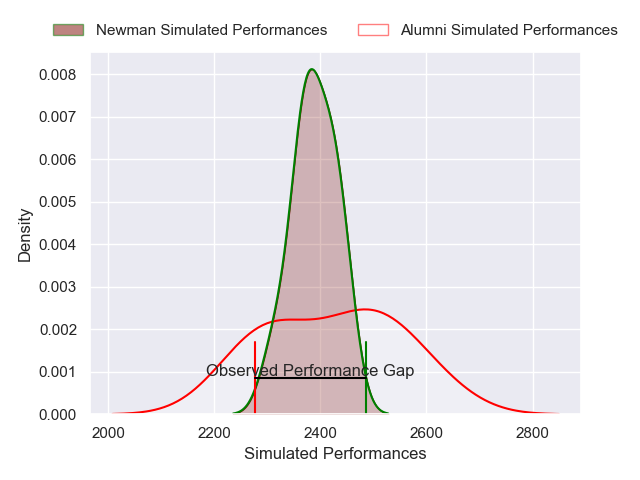 Newman Simulated Performances
Alumni Simulated Performances
0.008
0.007
0.006
0.005
0.004
0.003
0.002
0.001
0.000
Density
Observed Performance Gap
2000
2200
2400
2600
2800
Simulated Performances